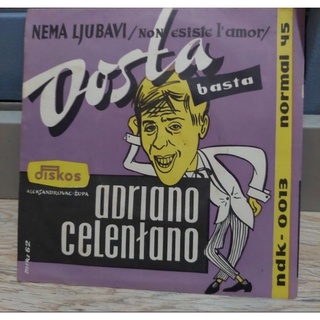 NEMA LJUBAVI /NON ESISTE l'amor/
Dosta
basta
diskos
ALEKSANDROVAC-ŽUPA
aDRIaNO
CELENTaNO
ndk-0013 normal 45